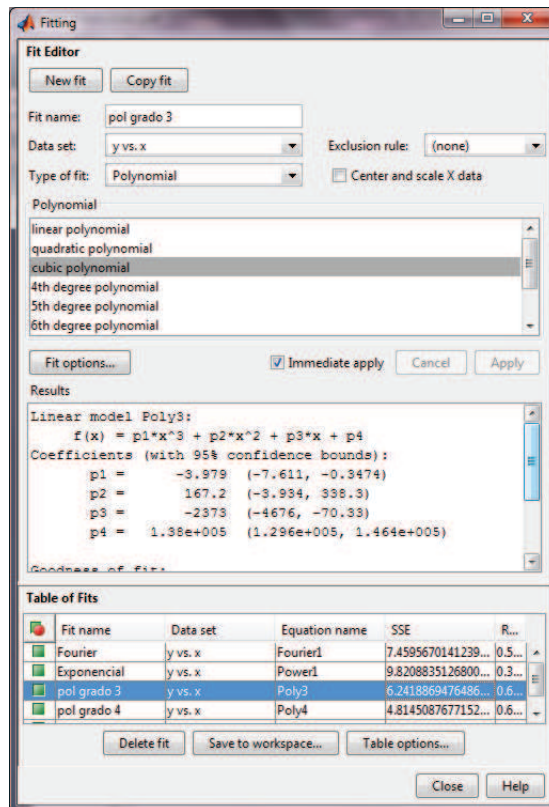 Fitting
Fit Editor
New fit Copy fit
Fit name: pol grado 3
Data set: y vs. x Exclusion rule: (none)
Type of fit: Polynomial Center and scale X data
Polynomial
linear polynomial
quadratic polynomial
cubic polynomial
4th degree polynomial
5th degree polynomial
6th degree polynomial
Fit options... Immediate apply Cancel Apply
Results
Linear model Poly3:
f(x) = p1*x^3 + p2*x^2 + p3*x + p4
Coefficients (with 95% confidence bounds):
p1 = -3.979 (-7.611, -0.3474)
p2 = 167.2 (-3.934, 338.3)
p3 = -2373 (-4676, -70.33)
p4 = 1.38e+005 (1.296e+005, 1.464e+005)
Goodness of fit:
Table of Fits
Fit name Data set Equation name SSE R...
Fourier y vs. x Fourier1 7.4595670141239... 0.5...
Exponencial y vs. x Power1 9.8208835126800... 0.3...
pol grado 3 y vs. x Poly3 6.2418869476486... 0.6...
pol grado 4 y vs. x Poly4 4.8145087677152... 0.6...
Delete fit Save to workspace... Table options...
Close Help